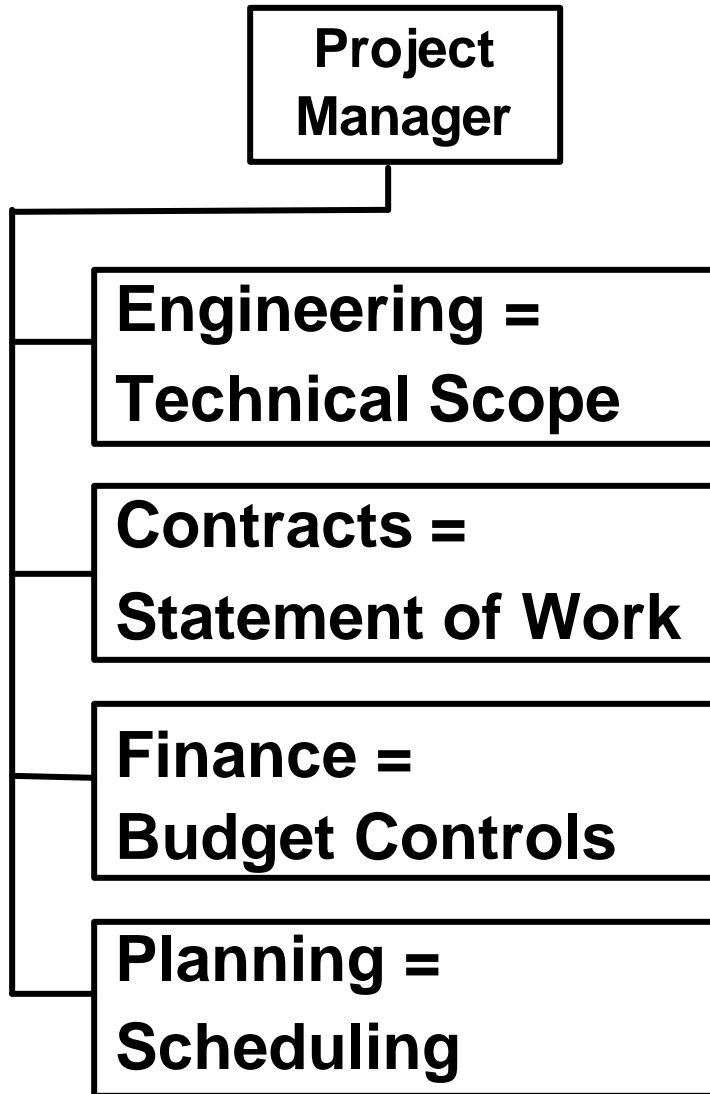 Project
Manager
Engineering =
Technical Scope
Contracts =
Statement of Work
Finance =
Budget Controls
Planning =
Scheduling